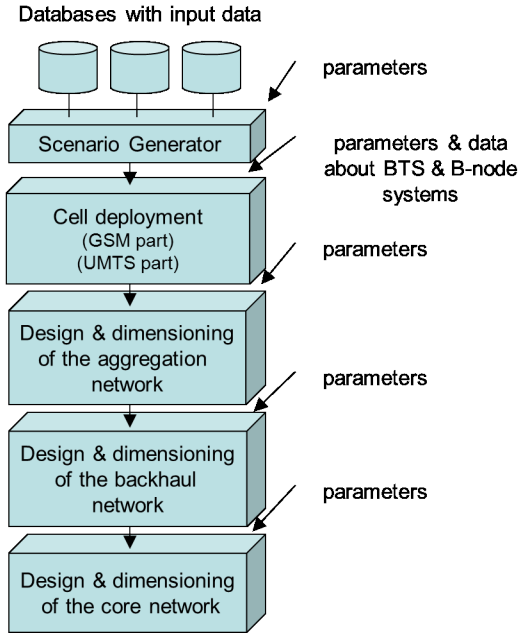 Databases with input data
parameters
Scenario Generator
parameters & data
about BTS & B-node
systems
Cell deployment
(GSM part)
(UMTS part)
parameters
Design & dimensioning
of the aggregation
network
parameters
Design & dimensioning
of the backhaul
network
parameters
Design & dimensioning
of the core network